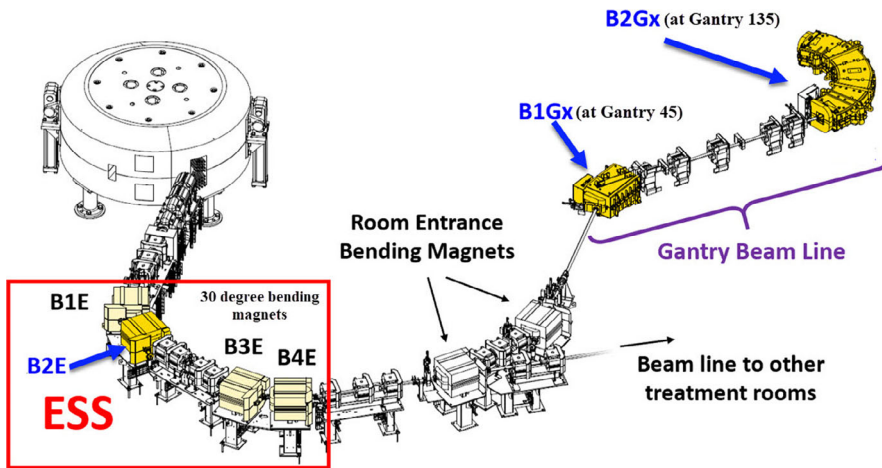 B2Gx (at Gantry 135)
B1Gx (at Gantry 45)
Room Entrance
Bending Magnets
Gantry Beam Line
B1E
30 degree bending
magnets
B2E
B3E
B4E
ESS
Beam line to other
treatment rooms